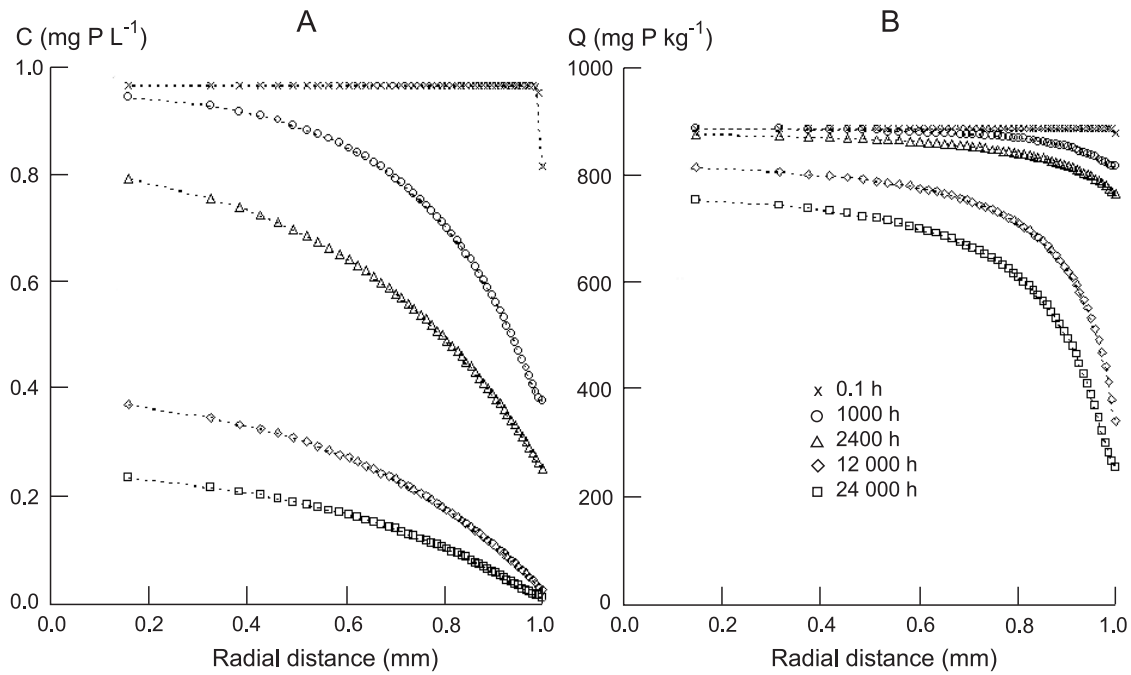 A
C (mg P L⁻¹)
1.0
0.8
0.6
0.4
0.2
0.0
0.0 0.2 0.4 0.6 0.8 1.0
Radial distance (mm)
B
Q (mg P kg⁻¹)
1000
800
600
400
200
0
0.1 h
1000 h
2400 h
12 000 h
24 000 h
0.0 0.2 0.4 0.6 0.8 1.0
Radial distance (mm)